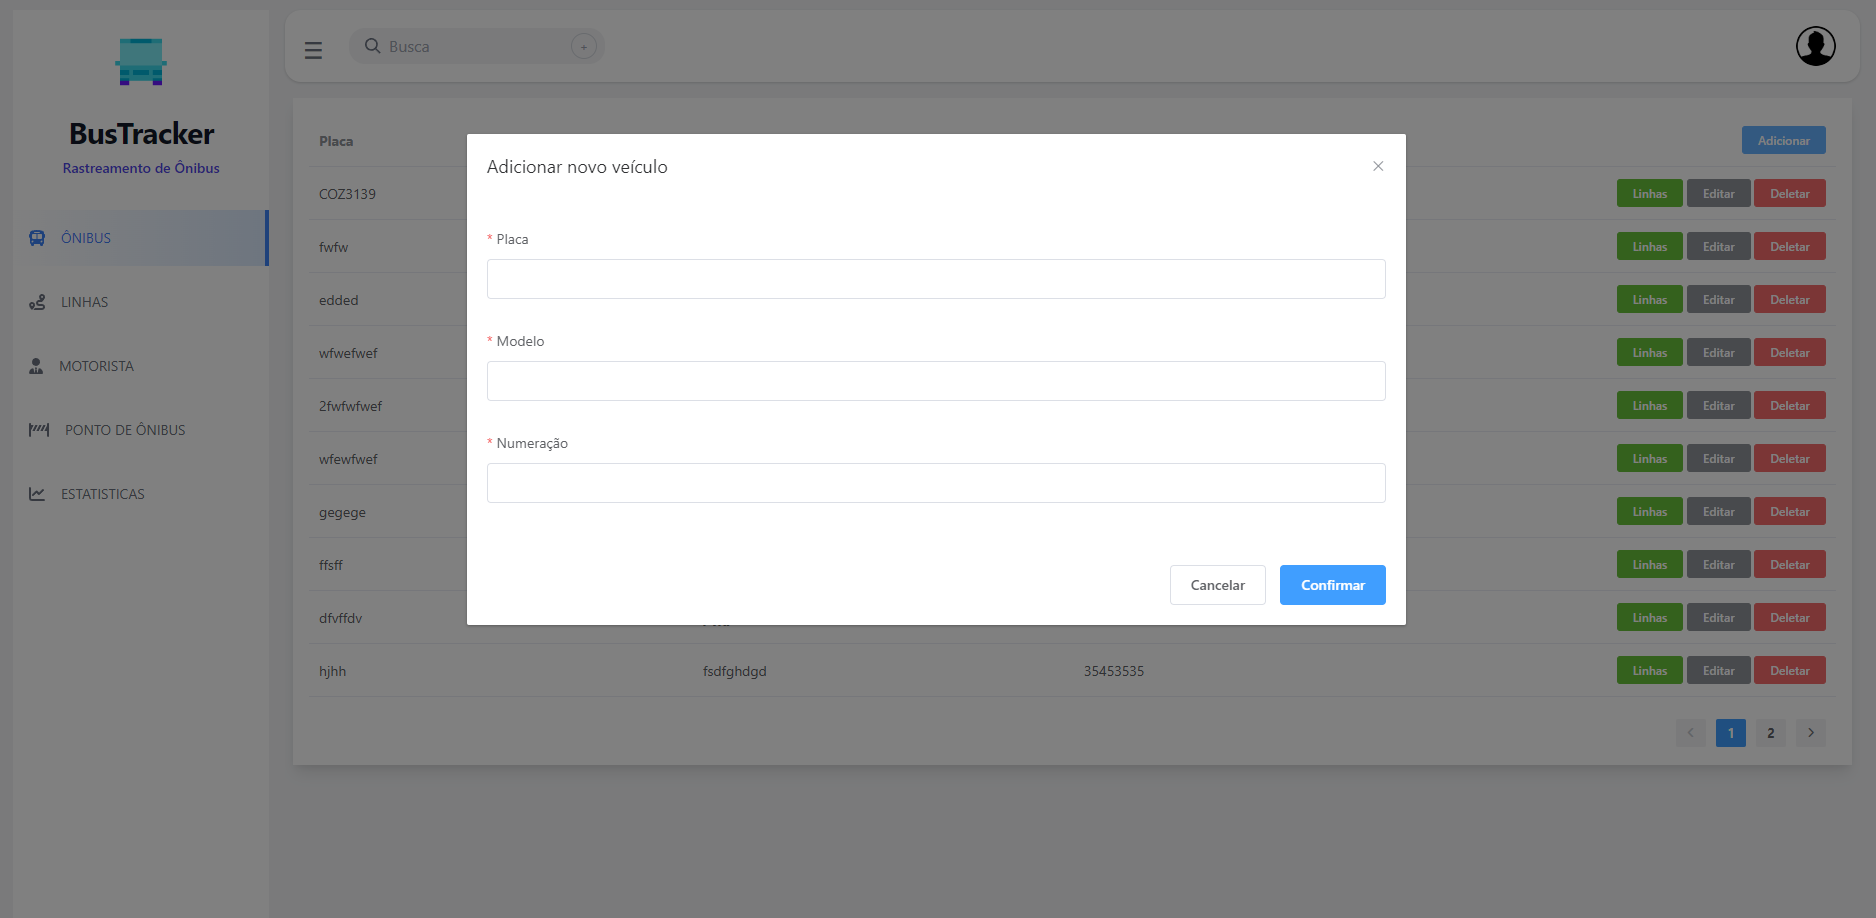 BusTracker
Rastreamento de Ônibus
ÔNIBUS
LINHAS
MOTORISTA
PONTO DE ÔNIBUS
ESTATISTICAS
Busca
+
Placa
Adicionar
COZ3139
Linhas Editar Deletar
fwfw
Linhas Editar Deletar
edded
Linhas Editar Deletar
wfwefwef
Linhas Editar Deletar
2fwfwfwef
Linhas Editar Deletar
wfewfwef
Linhas Editar Deletar
gegege
Linhas Editar Deletar
ffsff
Linhas Editar Deletar
dfvffdv
Linhas Editar Deletar
hjhh fsdfghdgd 35453535 Linhas Editar Deletar
1 2
Adicionar novo veículo
* Placa
* Modelo
* Numeração
Cancelar Confirmar